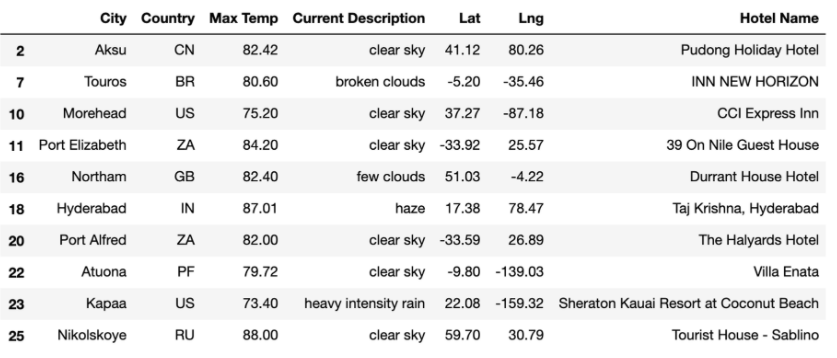 City Country Max Temp Current Description Lat Lng Hotel Name
2 Aksu CN 82.42 clear sky 41.12 80.26 Pudong Holiday Hotel
7 Touros BR 80.60 broken clouds -5.20 -35.46 INN NEW HORIZON
10 Morehead US 75.20 clear sky 37.27 -87.18 CCI Express Inn
11 Port Elizabeth ZA 84.20 clear sky -33.92 25.57 39 On Nile Guest House
16 Northam GB 82.40 few clouds 51.03 -4.22 Durrant House Hotel
18 Hyderabad IN 87.01 haze 17.38 78.47 Taj Krishna, Hyderabad
20 Port Alfred ZA 82.00 clear sky -33.59 26.89 The Halyards Hotel
22 Atuona PF 79.72 clear sky -9.80 -139.03 Villa Enata
23 Kapaa US 73.40 heavy intensity rain 22.08 -159.32 Sheraton Kauai Resort at Coconut Beach
25 Nikolskoye RU 88.00 clear sky 59.70 30.79 Tourist House - Sablino